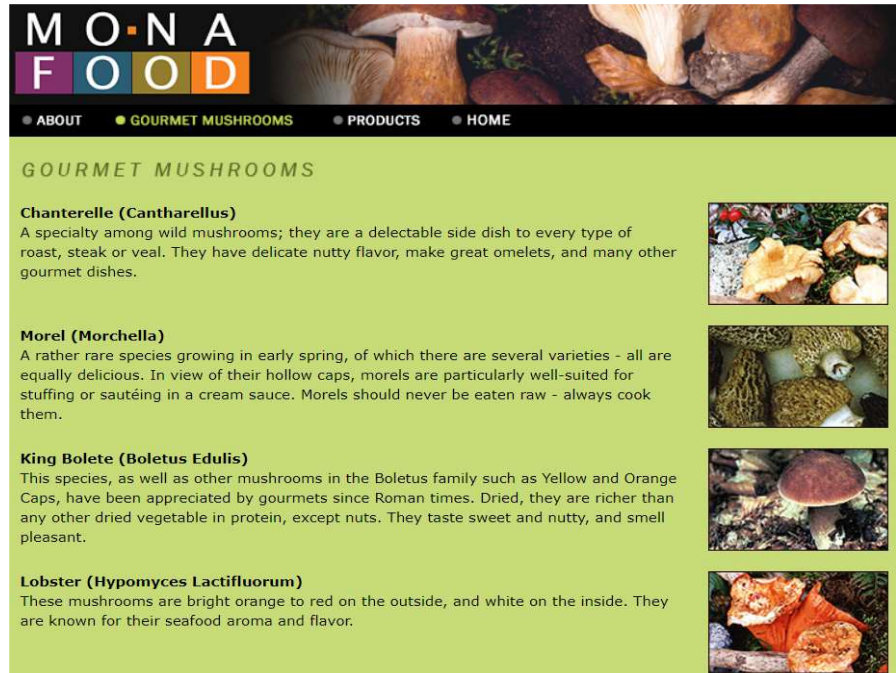 MO·NA
FOOD
ABOUT GOURMET MUSHROOMS PRODUCTS HOME
GOURMET MUSHROOMS
Chanterelle (Cantharellus)
A specialty among wild mushrooms; they are a delectable side dish to every type of
roast, steak or veal. They have delicate nutty flavor, make great omelets, and many other
gourmet dishes.
Morel (Morchella)
A rather rare species growing in early spring, of which there are several varieties - all are
equally delicious. In view of their hollow caps, morels are particularly well-suited for
stuffing or sautéing in a cream sauce. Morels should never be eaten raw - always cook
them.
King Bolete (Boletus Edulis)
This species, as well as other mushrooms in the Boletus family such as Yellow and Orange
Caps, have been appreciated by gourmets since Roman times. Dried, they are richer than
any other dried vegetable in protein, except nuts. They taste sweet and nutty, and smell
pleasant.
Lobster (Hypomyces Lactifluorum)
These mushrooms are bright orange to red on the outside, and white on the inside. They
are known for their seafood aroma and flavor.